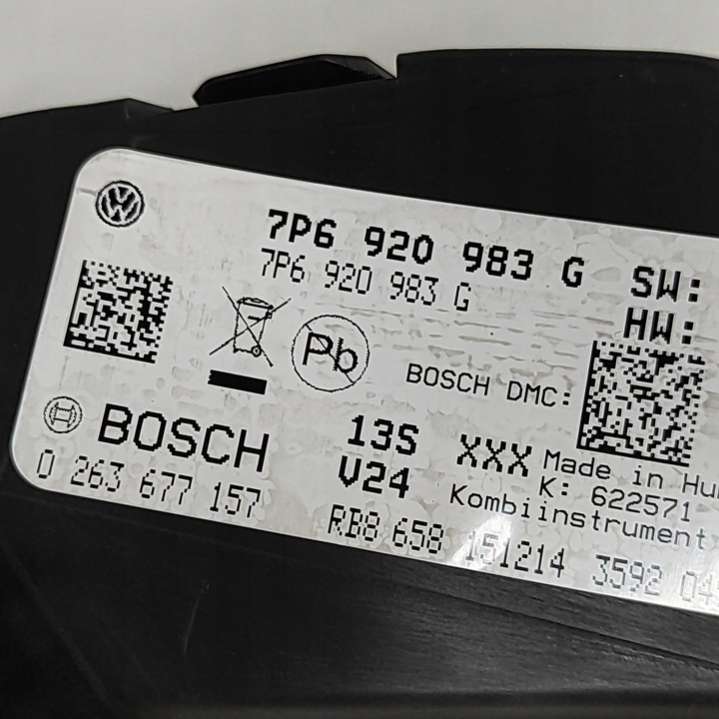 7P6 920 983 G SW:
7P6 920 983 G HW:
Pb
BOSCH DMC:
BOSCH 13S XXX Made in Hu
V24 K: 622571
0 263 677 157 Kombiinstrument
RB8 658 151214 3592 04